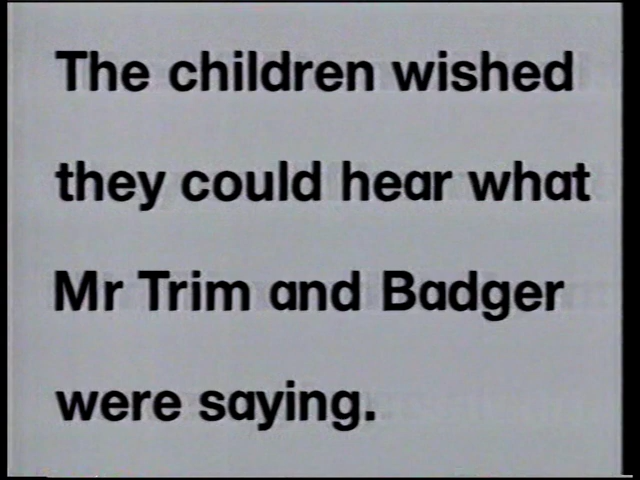 The children wished
they could hear what
Mr Trim and Badger
were saying.